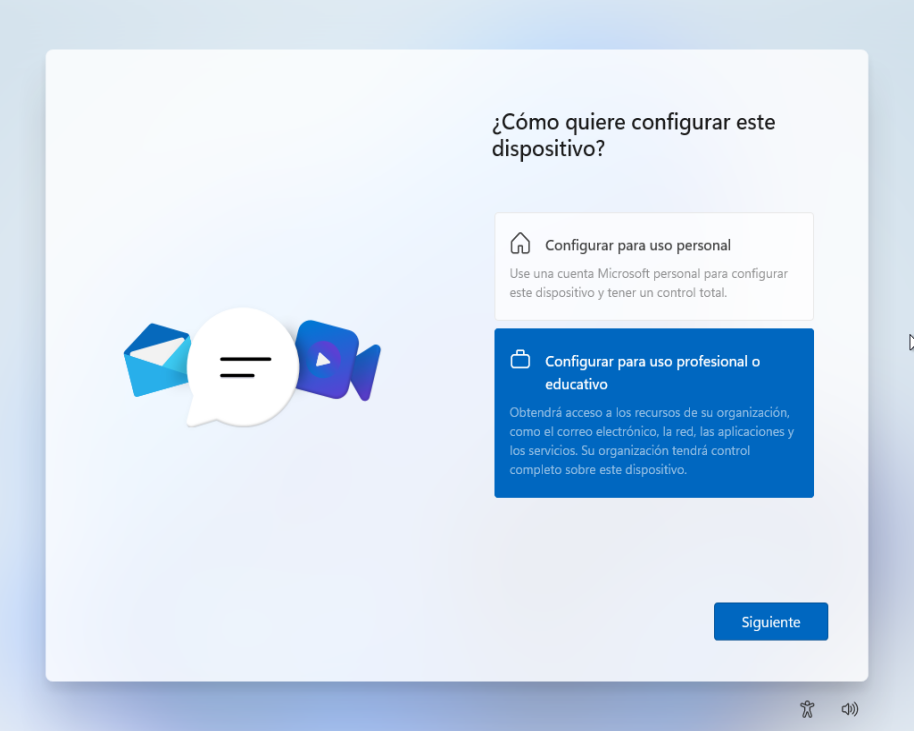 ¿Cómo quiere configurar este
dispositivo?
Configurar para uso personal
Use una cuenta Microsoft personal para configurar
este dispositivo y tener un control total.
Configurar para uso profesional o
educativo
Obtendrá acceso a los recursos de su organización,
como el correo electrónico, la red, las aplicaciones y
los servicios. Su organización tendrá control
completo sobre este dispositivo.
Siguiente